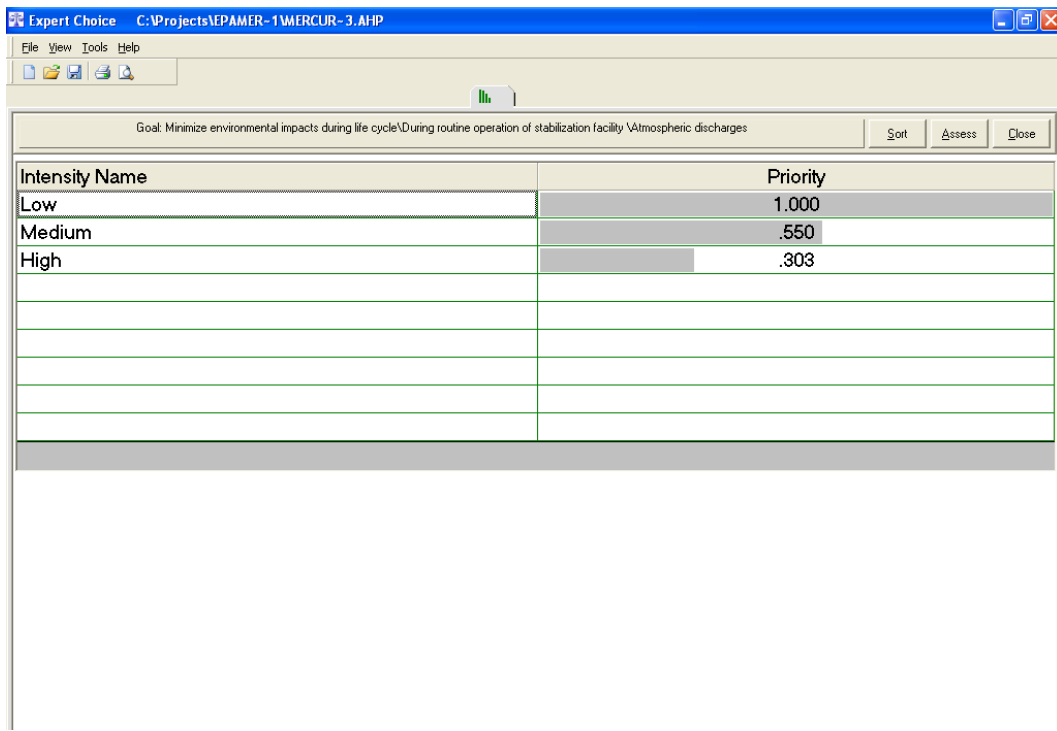 Expert Choice C:\Projects\EPAMER~1\MERCUR~3.AHP
File View Tools Help
Goal: Minimize environmental impacts during life cycle\During routine operation of stabilization facility \Atmospheric discharges
Sort Assess Close
Intensity Name Priority
Low 1.000
Medium .550
High .303